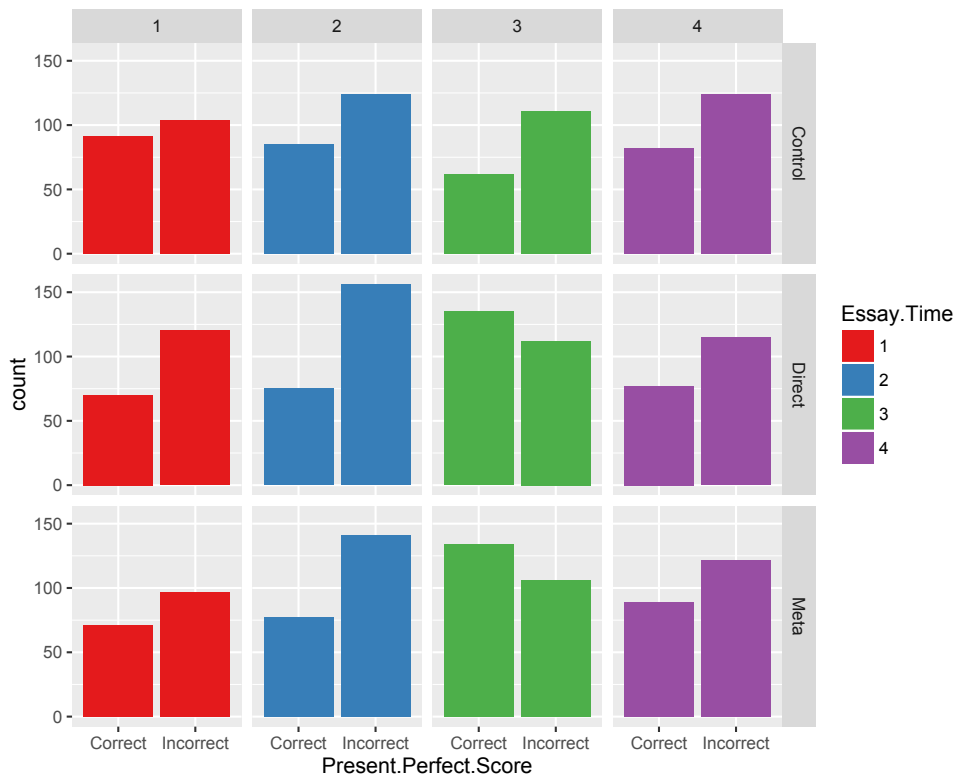 1 2 3 4
150
100
50
0
Control
150
100
50
0
Direct
150
100
50
0
Meta
Correct Incorrect Correct Incorrect Correct Incorrect Correct Incorrect
Present.Perfect.Score
count
Essay.Time
1
2
3
4